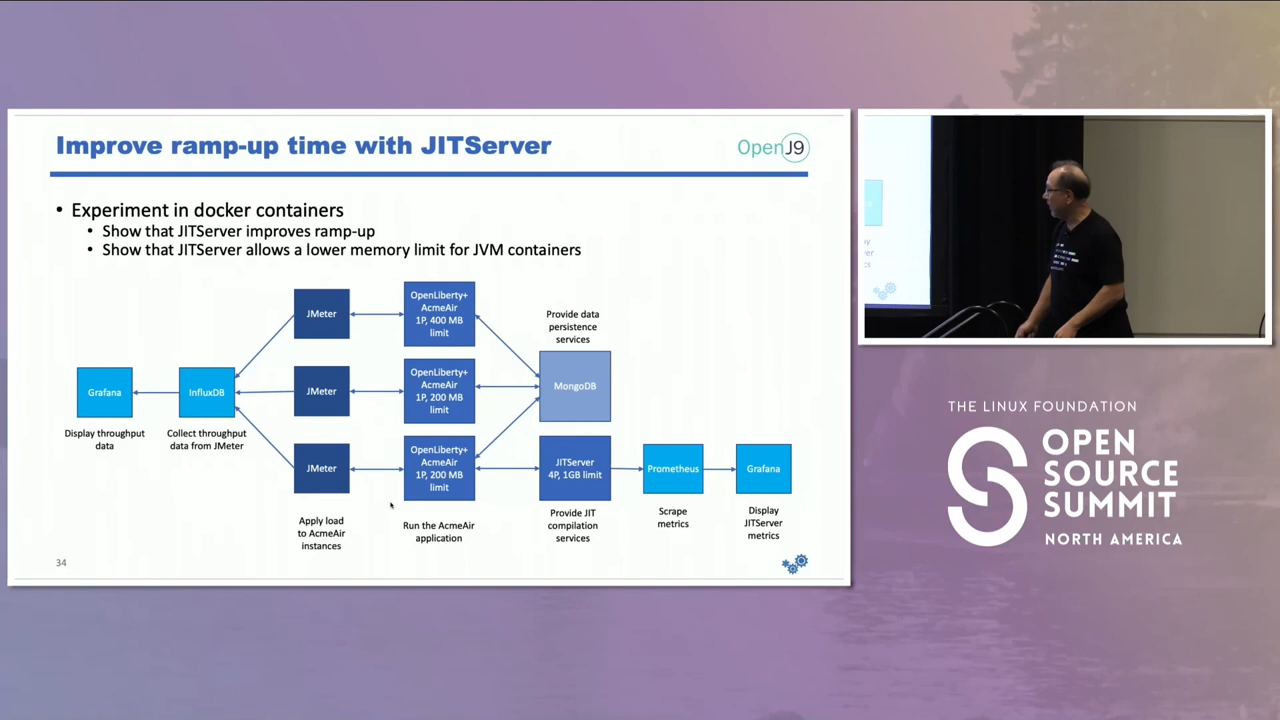 Improve ramp-up time with JITServer
OpenJ9
• Experiment in docker containers
• Show that JITServer improves ramp-up
• Show that JITServer allows a lower memory limit for JVM containers
JMeter
OpenLiberty+
AcmeAir
1P, 400 MB
limit
Provide data
persistence
services
Grafana
InfluxDB
JMeter
OpenLiberty+
AcmeAir
1P, 200 MB
limit
MongoDB
Display throughput
data
Collect throughput
data from JMeter
JMeter
OpenLiberty+
AcmeAir
1P, 200 MB
limit
JITServer
4P, 1GB limit
Prometheus
Grafana
Apply load
to AcmeAir
instances
Run the AcmeAir
application
Provide JIT
compilation
services
Scrape
metrics
Display
JITServer
metrics
34
THE LINUX FOUNDATION
OPEN
SOURCE
SUMMIT
NORTH AMERICA